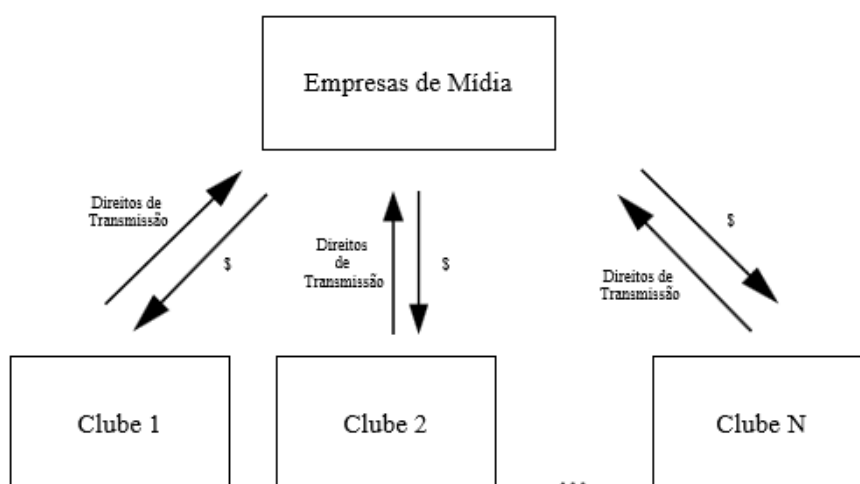 Empresas de Mídia
Direitos de
Transmissão
$
Direitos
de
Transmissão
$
$
Direitos de
Transmissão
Clube 1
Clube 2
...
Clube N